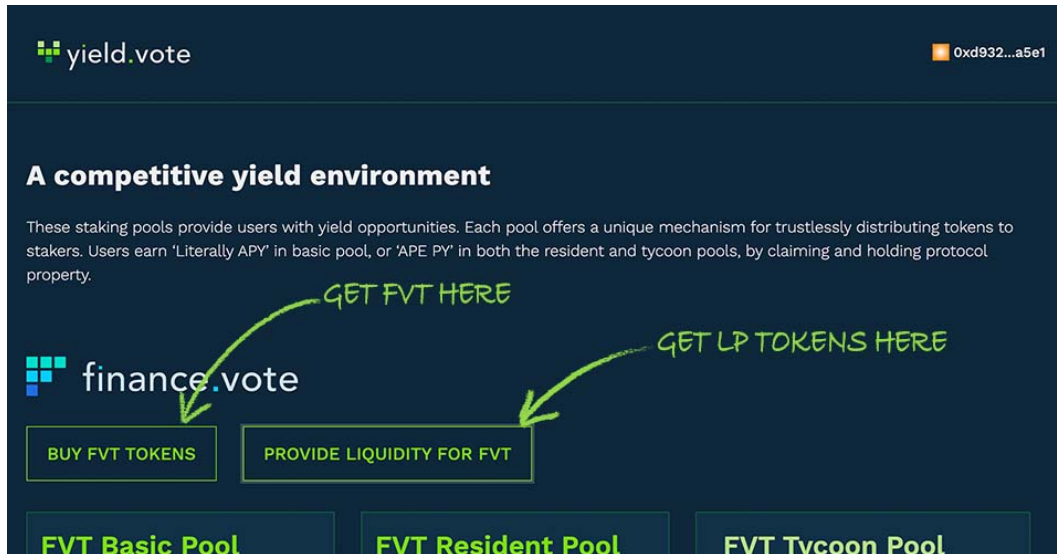 yield.vote
0xd932...a5e1
A competitive yield environment
These staking pools provide users with yield opportunities. Each pool offers a unique mechanism for trustlessly distributing tokens to
stakers. Users earn ‘Literally APY’ in basic pool, or ‘APE PY’ in both the resident and tycoon pools, by claiming and holding protocol
property.
GET FVT HERE
GET LP TOKENS HERE
finance.vote
BUY FVT TOKENS
PROVIDE LIQUIDITY FOR FVT
FVT Basic Pool
FVT Resident Pool
FVT Tycoon Pool